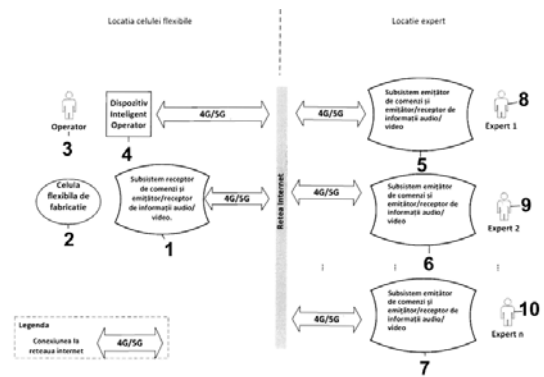 Locatia celulei flexibile
Locatie expert
Operator
3
Dispozitiv
Inteligent
Operator
4
4G/5G
4G/5G
Subsistem emițător
de comenzi și
emițător/receptor de
informații audio/
video
5
8
Expert 1
Celula
flexibila de
fabricatie
2
Subsistem receptor
de comenzi și
emițător/receptor
de informații audio/
video.
1
4G/5G
Retea Internet
4G/5G
Subsistem emițător
de comenzi și
emițător/receptor de
informații audio/
video
6
9
Expert 2
4G/5G
Subsistem emițător
de comenzi și
emițător/receptor de
informații audio/
video
7
10
Expert n
Legenda
Conexiunea la
reteaua internet
4G/5G